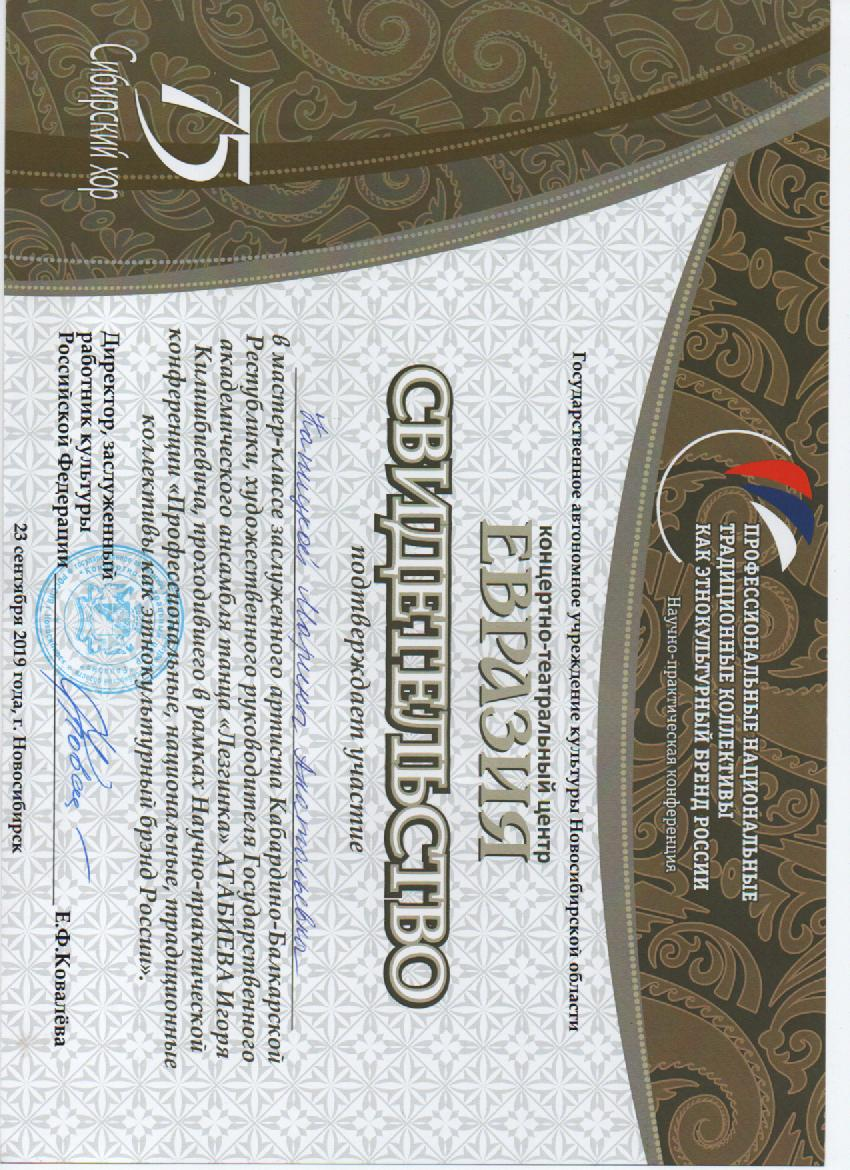 ПРОФЕССИОНАЛЬНЫЕ НАЦИОНАЛЬНЫЕ
ТРАДИЦИОННЫЕ КОЛЛЕКТИВЫ
КАК ЭТНОКУЛЬТУРНЫЙ БРЕНД РОССИИ
Научно-практическая конференция
Государственное автономное учреждение культуры Новосибирской области
концертно-театральный центр
ЕВРАЗИЯ
СВИДЕТЕЛЬСТВО
подтверждает участие
Марина Анатольевна
в мастер-классе заслуженного артиста Кабардино-Балкарской
Республики, художественного руководителя Государственного
академического ансамбля танца «Лезгинка» АТАБИЕВА Игоря
Килишбиевича, проходившего в рамках Научно-практической
конференции «Профессиональные, национальные, традиционные
коллективы как этнокультурный брэнд России».
Директор, заслуженный
работник культуры
Российской Федерации
Е.Ф.Ковалёва
23 сентября 2019 года, г. Новосибирск
75
Сибирский хор